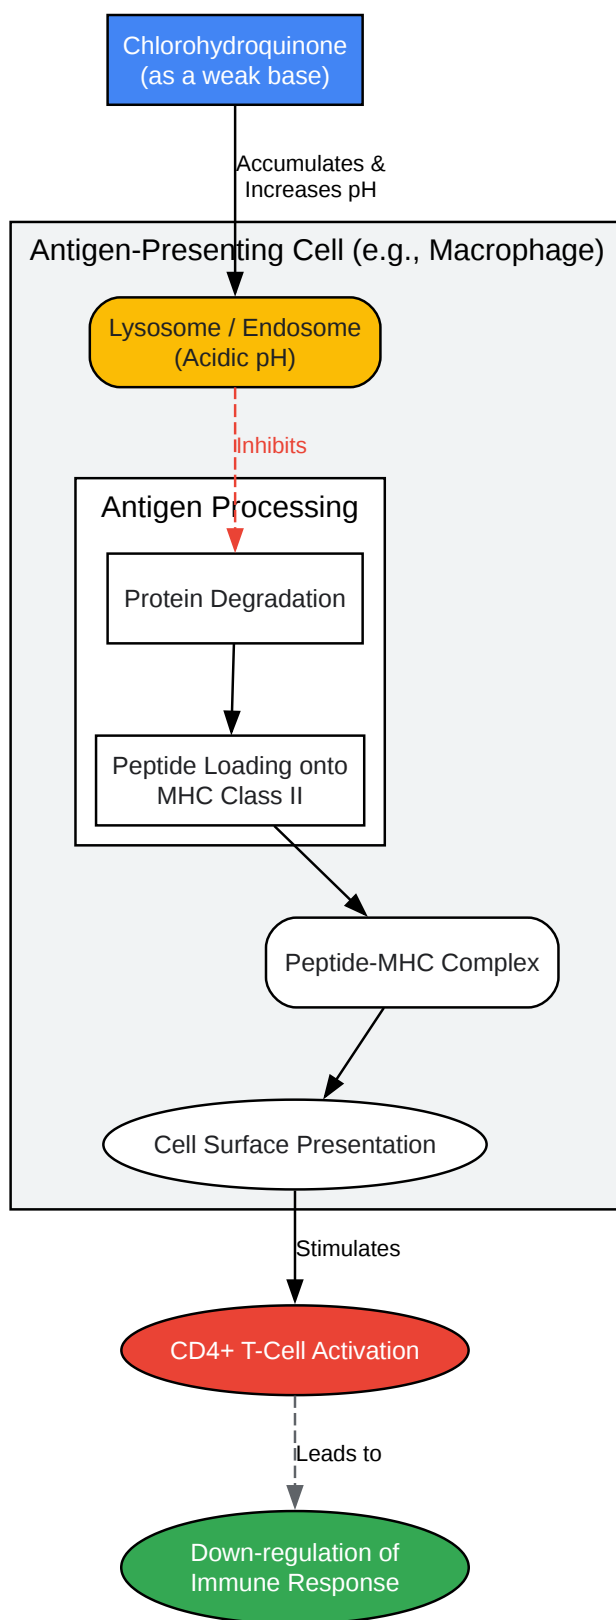 Chlorohydroquinone
(as a weak base)
Accumulates &
Increases pH
Antigen-Presenting Cell (e.g., Macrophage)
Lysosome / Endosome
(Acidic pH)
Inhibits
Antigen Processing
Protein Degradation
Peptide Loading onto
MHC Class II
Peptide-MHC Complex
Cell Surface Presentation
Stimulates
CD4+ T-Cell Activation
Leads to
Down-regulation of
Immune Response